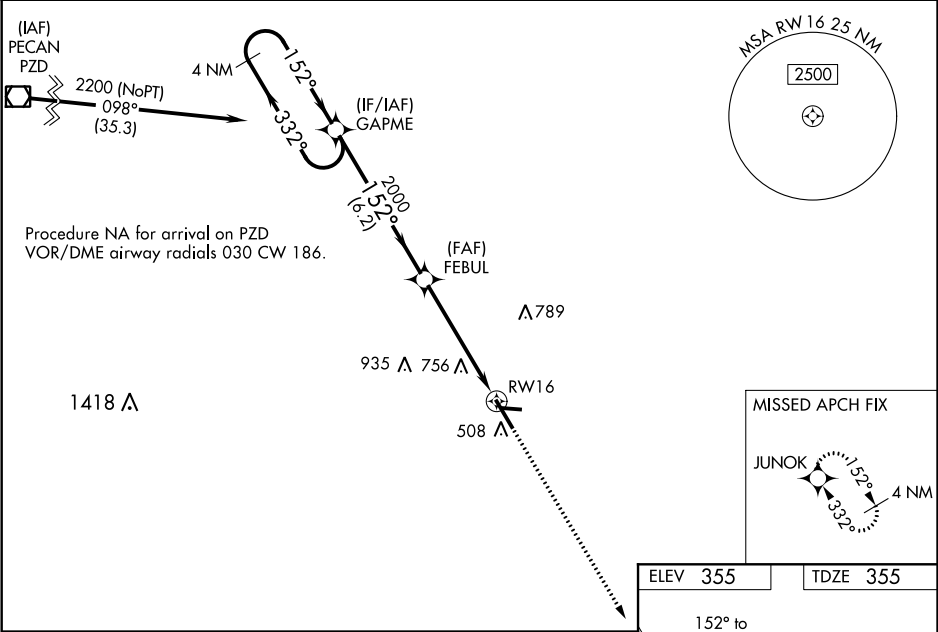 (IAF)
PECAN
PZD
2200 (NoPT)
098°
(35.3)
4 NM
152°
332°
(IF/IAF)
GAPME
2000
152°
(6.2)
MSA RW 16 25 NM
2500
Procedure NA for arrival on PZD
VOR/DME airway radials 030 CW 186.
(FAF)
FEBUL
789
935
756
RW16
1418
508
MISSED APCH FIX
JUNOK
152°
4 NM
332°
ELEV 355
TDZE 355
152° to